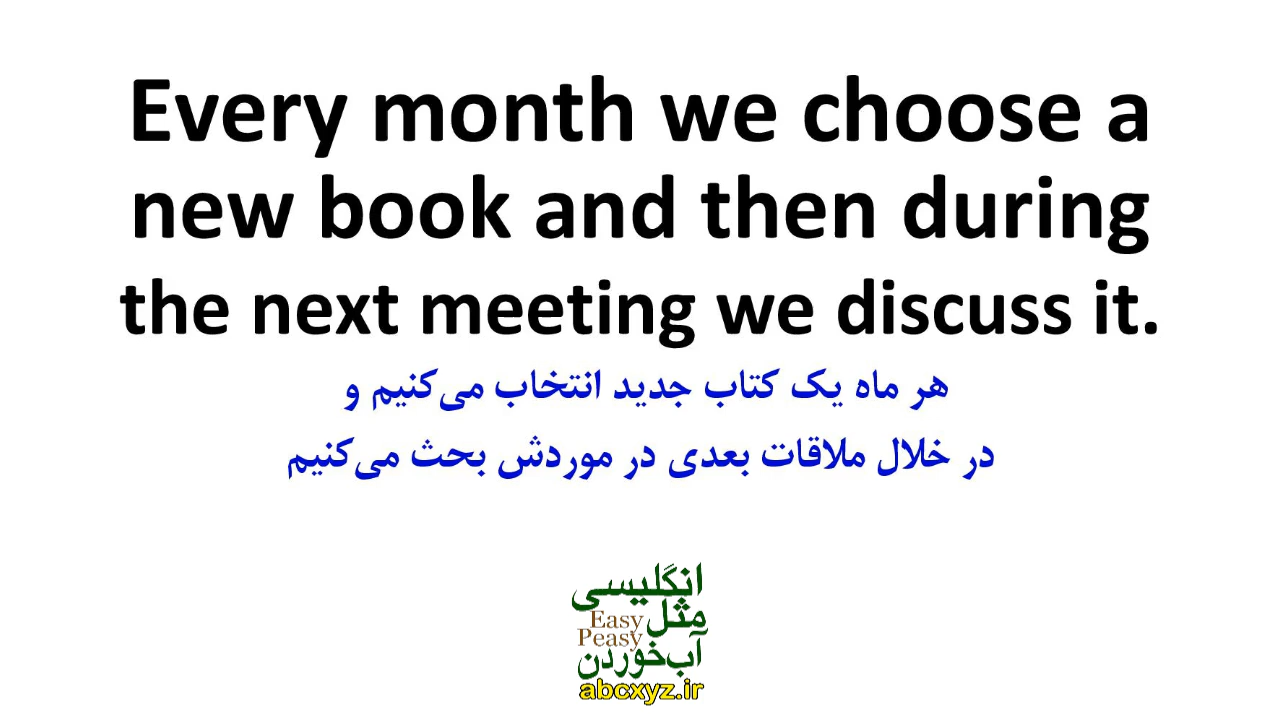 Every month we choose a
new book and then during
the next meeting we discuss it.
هر ماه یک کتاب جدید انتخاب می‌کنیم و
در خلال ملاقات بعدی در موردش بحث می‌کنیم
انگلیسی
مثل
Easy
Peasy
آب‌خوردن
abcxyz.ir